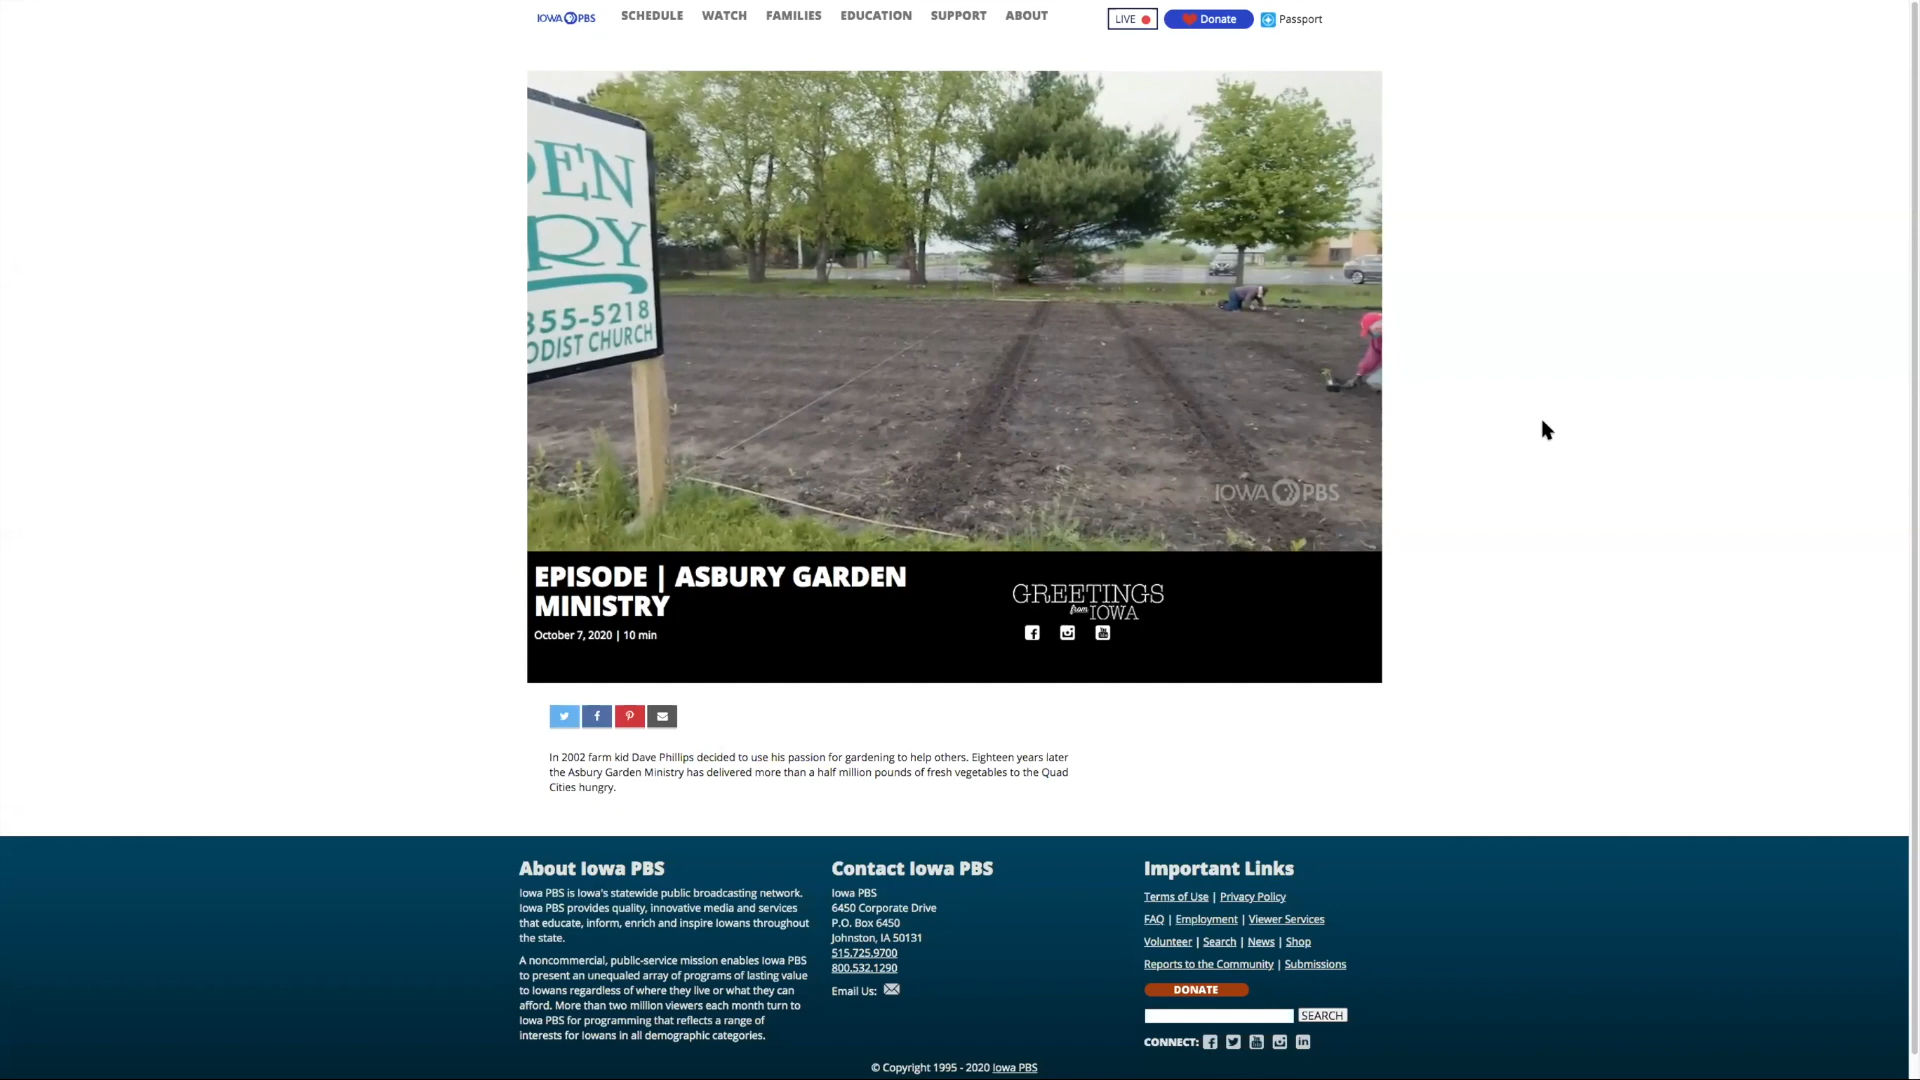 IOWA PBS
SCHEDULE WATCH FAMILIES EDUCATION SUPPORT ABOUT
LIVE
Donate
Passport
EN
RY
355-5218
ODIST CHURCH
IOWA PBS
EPISODE | ASBURY GARDEN
MINISTRY
October 7, 2020 | 10 min
GREETINGS
from IOWA
In 2002 farm kid Dave Phillips decided to use his passion for gardening to help others. Eighteen years later
the Asbury Garden Ministry has delivered more than a half million pounds of fresh vegetables to the Quad
Cities hungry.
About Iowa PBS
Iowa PBS is Iowa's statewide public broadcasting network.
Iowa PBS provides quality, innovative media and services
that educate, inform, enrich and inspire Iowans throughout
the state.
A noncommercial, public-service mission enables Iowa PBS
to present an unequaled array of programs of lasting value
to Iowans regardless of where they live or what they can
afford. More than two million viewers each month turn to
Iowa PBS for programming that reflects a range of
interests for Iowans in all demographic categories.
Contact Iowa PBS
Iowa PBS
6450 Corporate Drive
P.O. Box 6450
Johnston, IA 50131
515.725.9700
800.532.1290
Email Us:
Important Links
Terms of Use | Privacy Policy
FAQ | Employment | Viewer Services
Volunteer | Search | News | Shop
Reports to the Community | Submissions
DONATE
SEARCH
CONNECT:
© Copyright 1995 - 2020 Iowa PBS